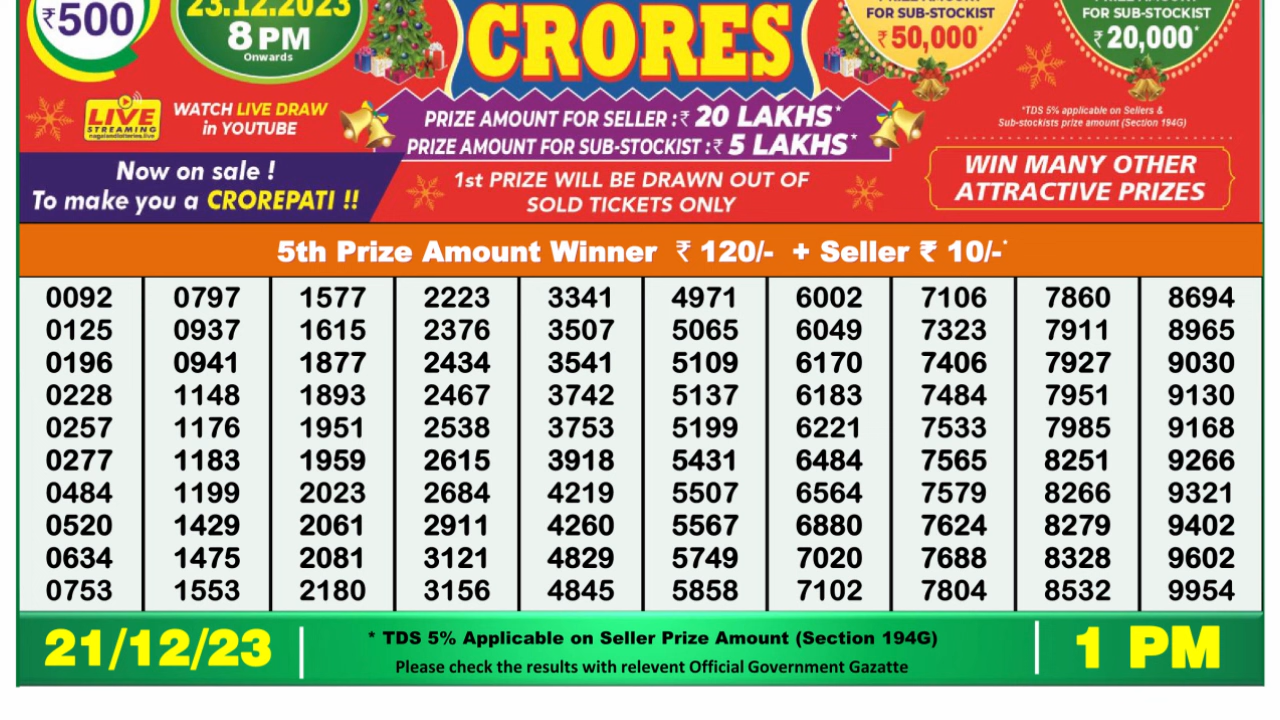 ₹500
23.12.2023
8 PM
Onwards
CRORES
FOR SUB-STOCKIST
₹ 50,000*
FOR SUB-STOCKIST
₹ 20,000*
LIVE
STREAMING
nagalandlotteries.live
WATCH LIVE DRAW
in YOUTUBE
PRIZE AMOUNT FOR SELLER :₹ 20 LAKHS*
PRIZE AMOUNT FOR SUB-STOCKIST :₹ 5 LAKHS*
*TDS 5% applicable on Sellers &
Sub-stockists prize amount (Section 194G)
Now on sale !
To make you a CROREPATI !!
1st PRIZE WILL BE DRAWN OUT OF
SOLD TICKETS ONLY
WIN MANY OTHER
ATTRACTIVE PRIZES
5th Prize Amount Winner ₹ 120/- + Seller ₹ 10/-*
0092 0797 1577 2223 3341 4971 6002 7106 7860 8694
0125 0937 1615 2376 3507 5065 6049 7323 7911 8965
0196 0941 1877 2434 3541 5109 6170 7406 7927 9030
0228 1148 1893 2467 3742 5137 6183 7484 7951 9130
0257 1176 1951 2538 3753 5199 6221 7533 7985 9168
0277 1183 1959 2615 3918 5431 6484 7565 8251 9266
0484 1199 2023 2684 4219 5507 6564 7579 8266 9321
0520 1429 2061 2911 4260 5567 6880 7624 8279 9402
0634 1475 2081 3121 4829 5749 7020 7688 8328 9602
0753 1553 2180 3156 4845 5858 7102 7804 8532 9954
21/12/23
* TDS 5% Applicable on Seller Prize Amount (Section 194G)
Please check the results with relevent Official Government Gazatte
1 PM